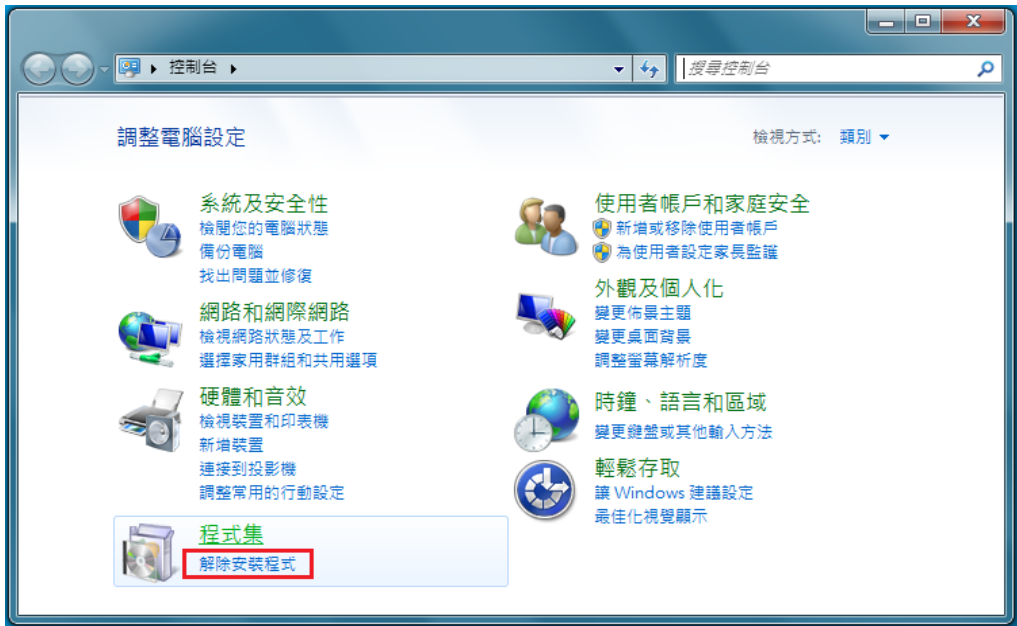 控制台
搜尋控制台
調整電腦設定
檢視方式: 類別
系統及安全性
檢閱您的電腦狀態
備份電腦
找出問題並修復
網路和網際網路
檢視網路狀態及工作
選擇家用群組和共用選項
硬體和音效
檢視裝置和印表機
新增裝置
連接到投影機
調整常用的行動設定
程式集
解除安裝程式
使用者帳戶和家庭安全
新增或移除使用者帳戶
為使用者設定家長監護
外觀及個人化
變更佈景主題
變更桌面背景
調整螢幕解析度
時鐘、語言和區域
變更鍵盤或其他輸入方法
輕鬆存取
讓 Windows 建議設定
最佳化視覺顯示